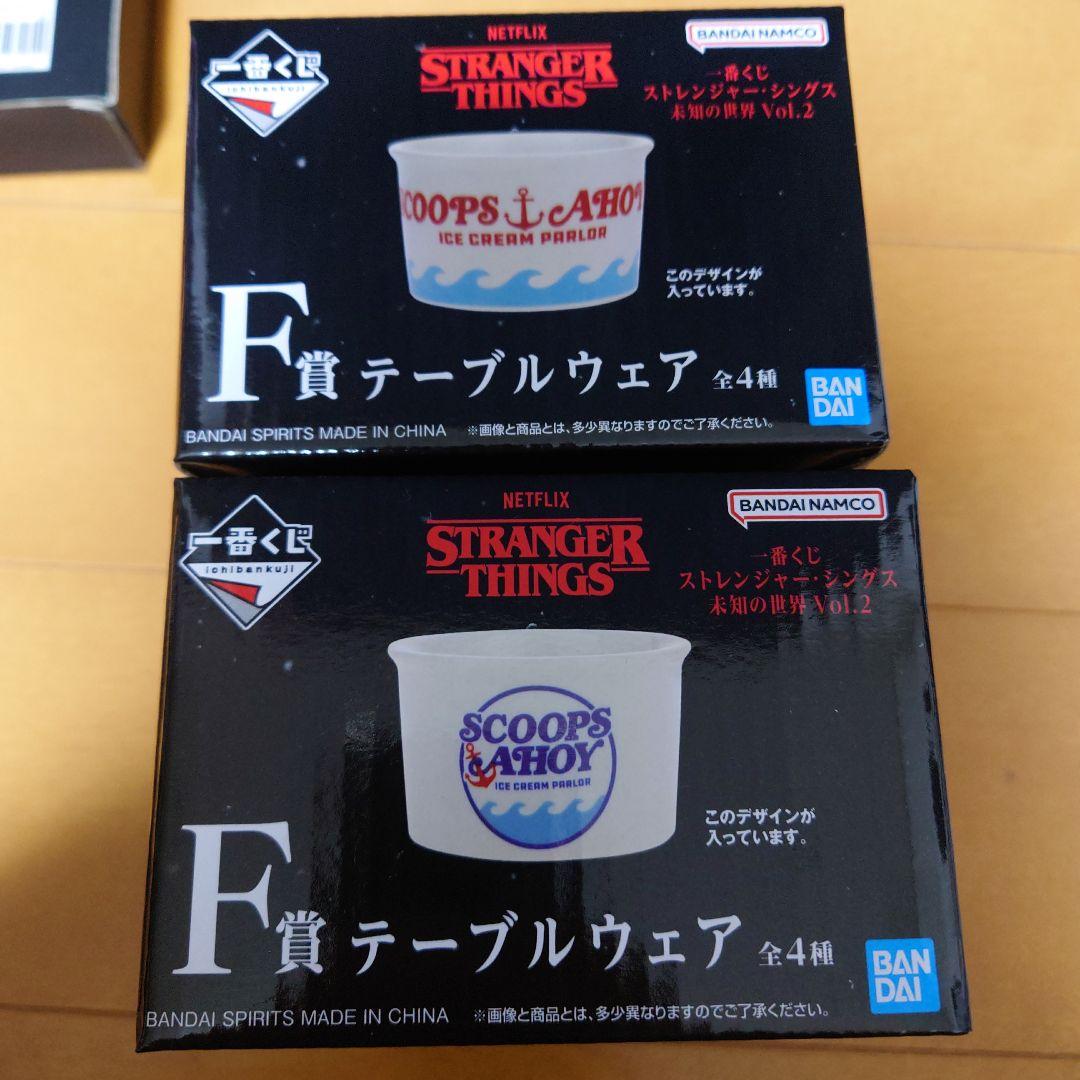 一番くじ
ichibankuji
NETFLIX
STRANGER
THINGS
BANDAI NAMCO
一番くじ
ストレンジャー・シングス
未知の世界 Vol.2
SCOOPS AHOY
ICE CREAM PARLOR
このデザインが
入っています。
F賞 テーブルウェア 全4種
BAN
DAI
BANDAI SPIRITS MADE IN CHINA ※画像と商品とは、多少異なりますのでご了承ください。
一番くじ
ichibankuji
NETFLIX
STRANGER
THINGS
BANDAI NAMCO
一番くじ
ストレンジャー・シングス
未知の世界 Vol.2
SCOOPS
AHOY
ICE CREAM PARLOR
このデザインが
入っています。
F賞 テーブルウェア 全4種
BAN
DAI
BANDAI SPIRITS MADE IN CHINA ※画像と商品とは、多少異なりますのでご了承ください。